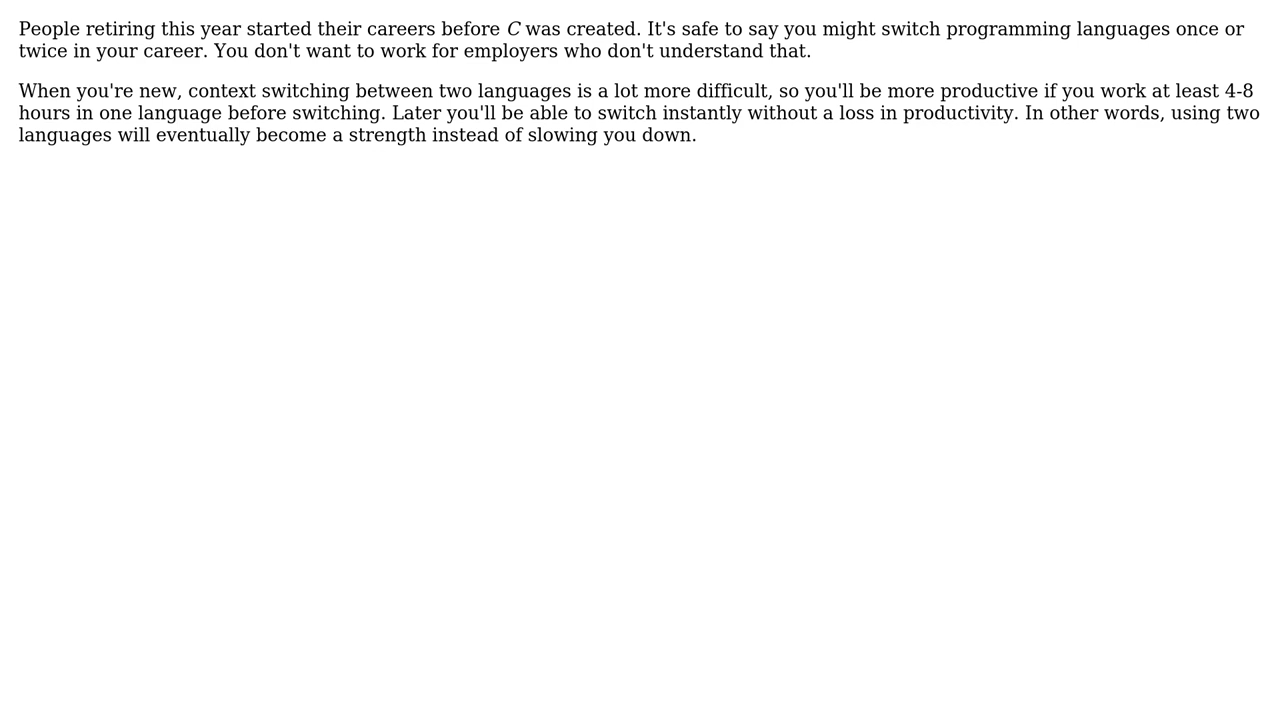 People retiring this year started their careers before C was created. It's safe to say you might switch programming languages once or
twice in your career. You don't want to work for employers who don't understand that.
When you're new, context switching between two languages is a lot more difficult, so you'll be more productive if you work at least 4-8
hours in one language before switching. Later you'll be able to switch instantly without a loss in productivity. In other words, using two
languages will eventually become a strength instead of slowing you down.